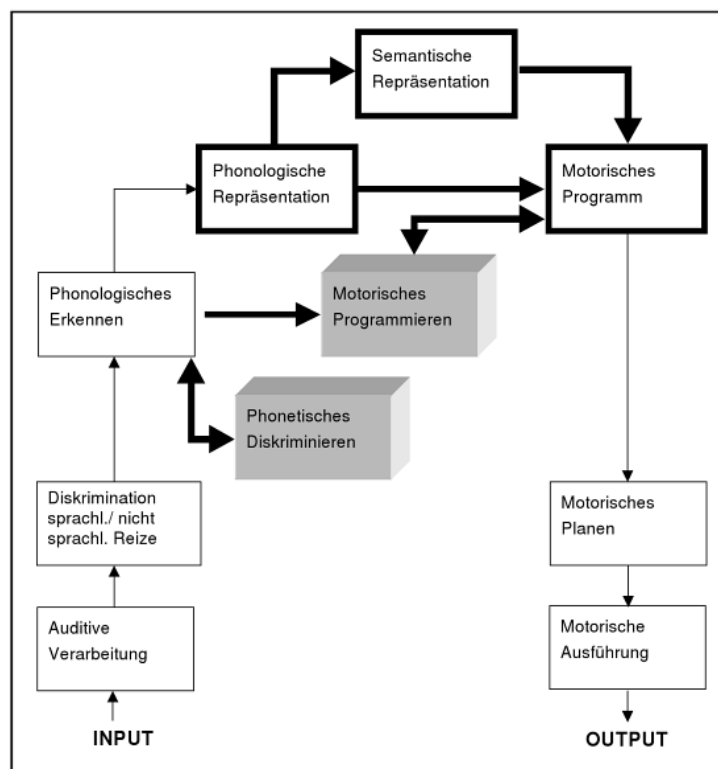 Semantische
Repräsentation
Phonologische
Repräsentation
Motorisches
Programm
Phonologisches
Erkennen
Motorisches
Programmieren
Phonetisches
Diskriminieren
Diskrimination
sprachl./ nicht
sprachl. Reize
Motorisches
Planen
Auditive
Verarbeitung
Motorische
Ausführung
INPUT
OUTPUT